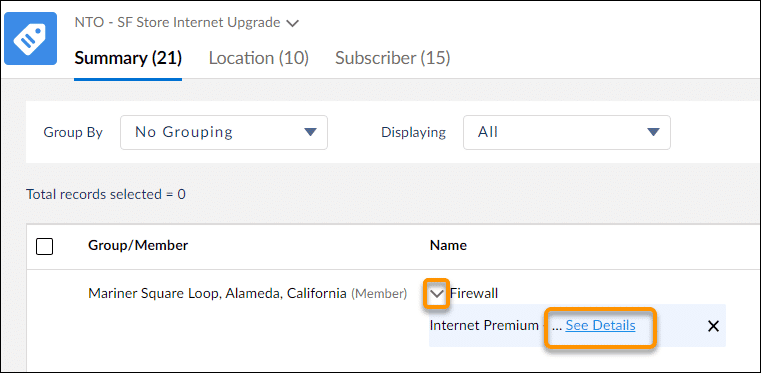 NTO - SF Store Internet Upgrade
Summary (21) Location (10) Subscriber (15)
Group By No Grouping Displaying All
Total records selected = 0
Group/Member Name
Mariner Square Loop, Alameda, California (Member) Firewall
Internet Premium ... See Details